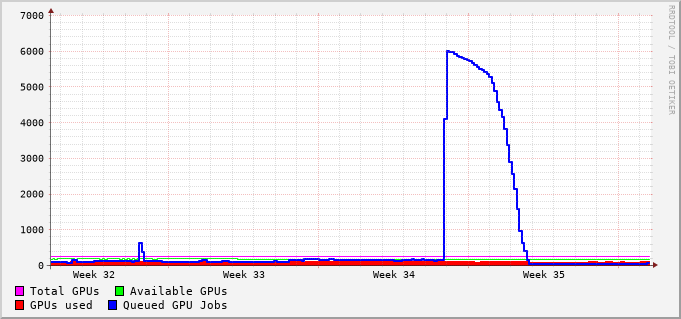 7000
6000
5000
4000
3000
2000
1000
0
Week 32 Week 33 Week 34 Week 35
Total GPUs Available GPUs
GPUs used Queued GPU Jobs
RRDTOOL / TOBI OETIKER